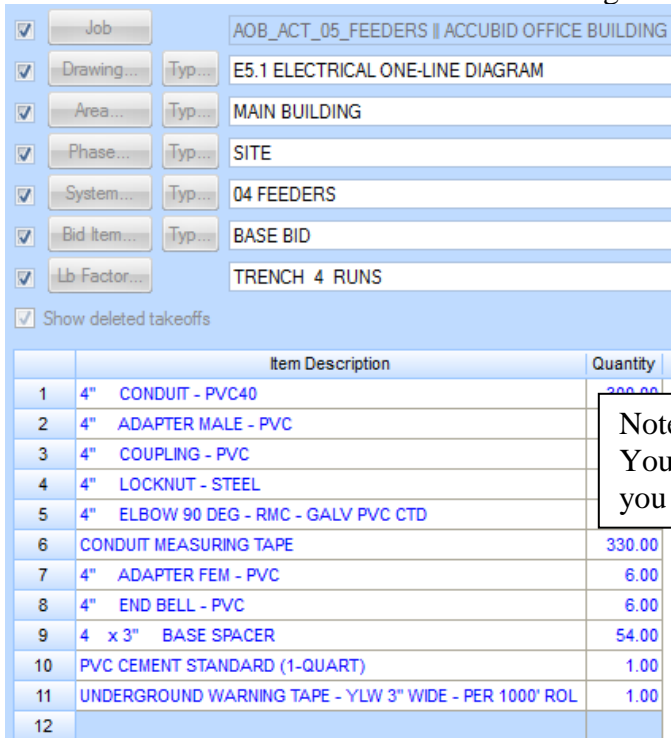 Job AOB_ACT_05_FEEDERS || ACCUBID OFFICE BUILDING
Drawing... Typ... E5.1 ELECTRICAL ONE-LINE DIAGRAM
Area... Typ... MAIN BUILDING
Phase... Typ... SITE
System... Typ... 04 FEEDERS
Bid Item... Typ... BASE BID
Lb Factor... TRENCH 4 RUNS
Show deleted takeoffs
Item Description Quantity
1 4" CONDUIT - PVC40 300.00
2 4" ADAPTER MALE - PVC
3 4" COUPLING - PVC
4 4" LOCKNUT - STEEL
5 4" ELBOW 90 DEG - RMC - GALV PVC CTD
Note
You
you
6 CONDUIT MEASURING TAPE 330.00
7 4" ADAPTER FEM - PVC 6.00
8 4" END BELL - PVC 6.00
9 4 x 3" BASE SPACER 54.00
10 PVC CEMENT STANDARD (1-QUART) 1.00
11 UNDERGROUND WARNING TAPE - YLW 3" WIDE - PER 1000' ROL 1.00
12